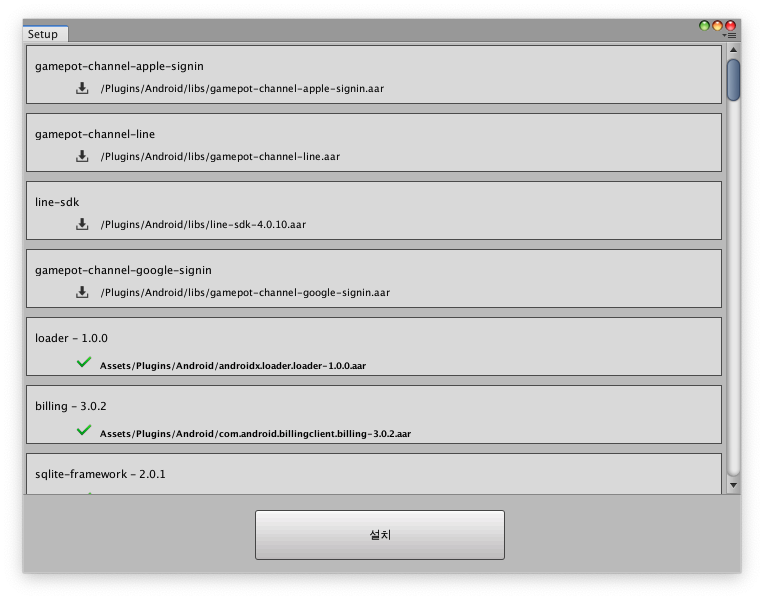 Setup
gamepot-channel-apple-signin
/Plugins/Android/libs/gamepot-channel-apple-signin.aar
gamepot-channel-line
/Plugins/Android/libs/gamepot-channel-line.aar
line-sdk
/Plugins/Android/libs/line-sdk-4.0.10.aar
gamepot-channel-google-signin
/Plugins/Android/libs/gamepot-channel-google-signin.aar
loader - 1.0.0
Assets/Plugins/Android/androidx.loader.loader-1.0.0.aar
billing - 3.0.2
Assets/Plugins/Android/com.android.billingclient.billing-3.0.2.aar
sqlite-framework - 2.0.1
설치